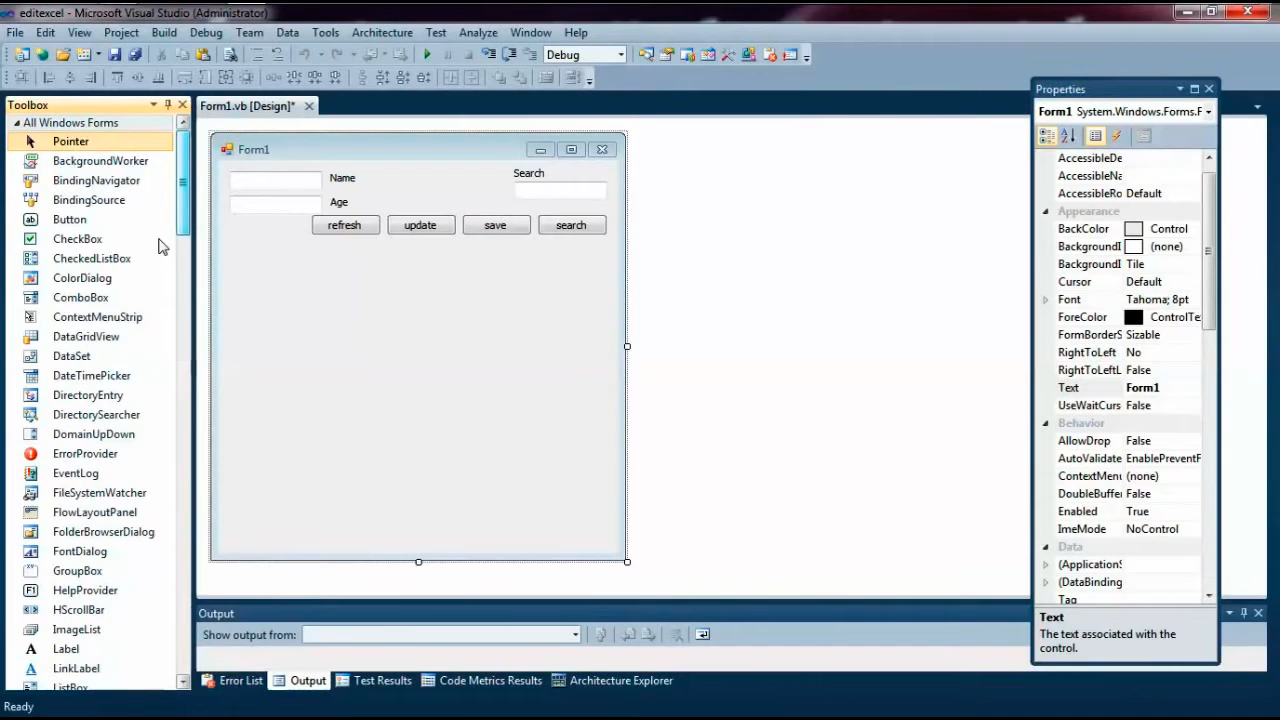 editexcel - Microsoft Visual Studio (Administrator)
File Edit View Project Build Debug Team Data Tools Architecture Test Analyze Window Help
Debug
Toolbox
All Windows Forms
Pointer
BackgroundWorker
BindingNavigator
BindingSource
Button
CheckBox
CheckedListBox
ColorDialog
ComboBox
ContextMenuStrip
DataGridView
DataSet
DateTimePicker
DirectoryEntry
DirectorySearcher
DomainUpDown
ErrorProvider
EventLog
FileSystemWatcher
FlowLayoutPanel
FolderBrowserDialog
FontDialog
GroupBox
HelpProvider
HScrollBar
ImageList
Label
LinkLabel
ListBox
Form1.vb [Design]*
Form1
Name
Search
Age
refresh update save search
Output
Show output from:
Error List Output Test Results Code Metrics Results Architecture Explorer
Properties
Form1 System.Windows.Forms.F
AccessibleDe
AccessibleNa
AccessibleRo Default
Appearance
BackColor Control
BackgroundI (none)
BackgroundI Tile
Cursor Default
Font Tahoma; 8pt
ForeColor ControlTe
FormBorderS Sizable
RightToLeft No
RightToLeftL False
Text Form1
UseWaitCurs False
Behavior
AllowDrop False
AutoValidate EnablePreventF
ContextMenu (none)
DoubleBuffer False
Enabled True
ImeMode NoControl
Data
(ApplicationS
(DataBinding
Tag
Text
The text associated with the
control.
Ready